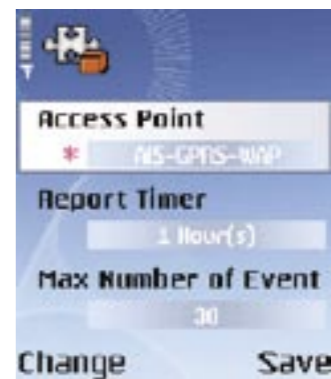 Access Point
* AIS-GPRS-WAP
Report Timer
1 Hour(s)
Max Number of Event
30
Change Save